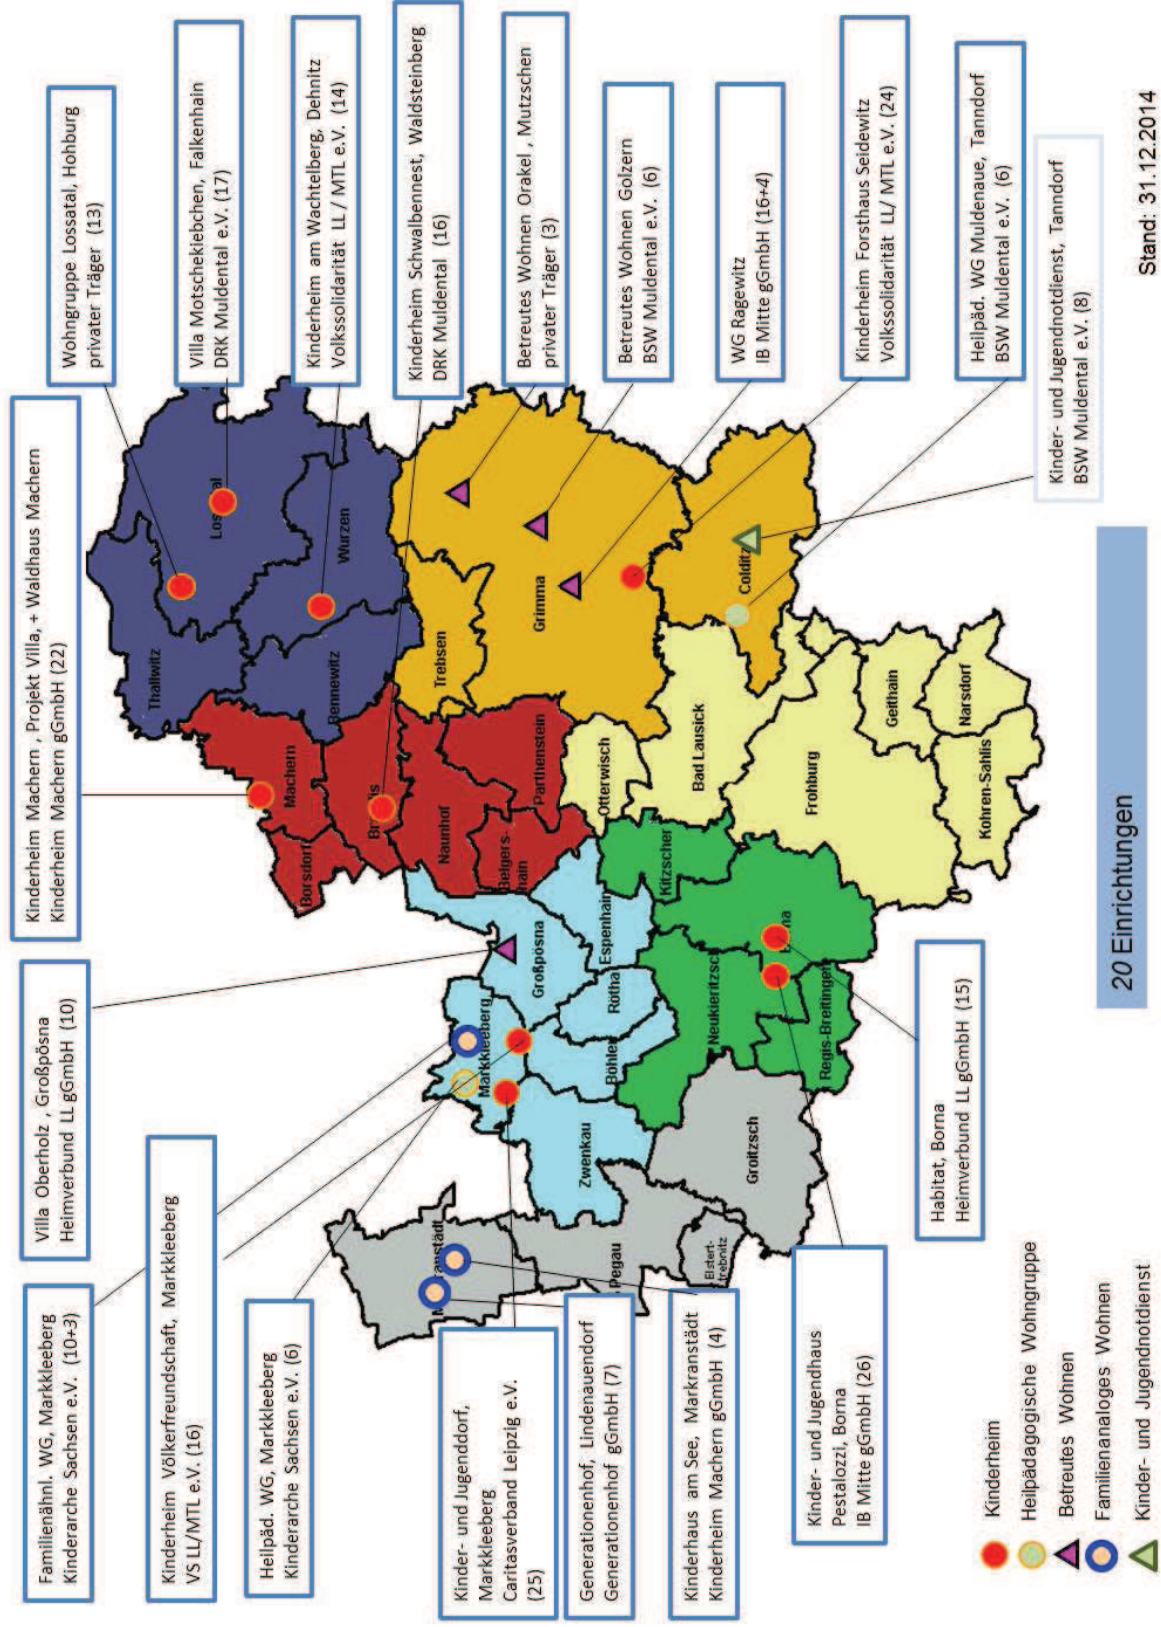 Familienähnl. WG, Markkleeberg
Kinderarche Sachsen e.V. (10+3)
Villa Oberholz , Großpösna
Heimverbund LL gGmbH (10)
Kinderheim Machern , Projekt Villa, + Waldhaus Machern
Kinderheim Machern gGmbH (22)
Wohngruppe Lossatal, Hohburg
privater Träger (13)
Villa Motschekiebchen, Falkenhain
DRK Muldental e.V. (17)
Kinderheim am Wachtelberg, Dehnitz
Volkssolidarität LL / MTL e.V. (14)
Kinderheim Schwalbennest, Waldsteinberg
DRK Muldental (16)
Betreutes Wohnen Orakel , Mutzschen
privater Träger (3)
Betreutes Wohnen Golzern
BSW Muldental e.V. (6)
WG Ragewitz
IB Mitte gGmbH (16+4)
Kinderheim Forsthaus Seidewitz
Volkssolidarität LL/ MTL e.V. (24)
Heilpäd. WG Muldenaue, Tanndorf
BSW Muldental e.V. (6)
Kinder- und Jugendnotdienst, Tanndorf
BSW Muldental e.V. (8)
Kinderheim Völkerfreundschaft, Markkleeberg
VS LL/MTL e.V. (16)
Heilpäd. WG, Markkleeberg
Kinderarche Sachsen e.V. (6)
Kinder- und Jugenddorf,
Markkleeberg
Caritasverband Leipzig e.V.
(25)
Generationenhof, Lindenauendorf
Generationenhof gGmbH (7)
Kinderhaus am See, Markranstädt
Kinderheim Machern gGmbH (4)
Kinder- und Jugendhaus
Pestalozzi, Borna
IB Mitte gGmbH (26)
Habitat, Borna
Heimverbund LL gGmbH (15)
Thallwitz
Wurzen
Bennewitz
Machern
Borsdorf
Trebsen
Grimma
Naunhof
Parthenstein
Belgers-
hain
Großpösna
Markkleeberg
Espenhain
Rötha
Böhlen
Zwenkau
Otterwisch
Bad Lausick
Colditz
Kitzscher
Neukieritzsch
Regis-Breitingen
Frohburg
Geithain
Narsdorf
Kohren-Sahlis
Groitzsch
Pegau
Elstert-
trebnitz
Kinderheim
Heilpädagogische Wohngruppe
Betreutes Wohnen
Familienanaloges Wohnen
Kinder- und Jugendnotdienst
20 Einrichtungen
Stand: 31.12.2014